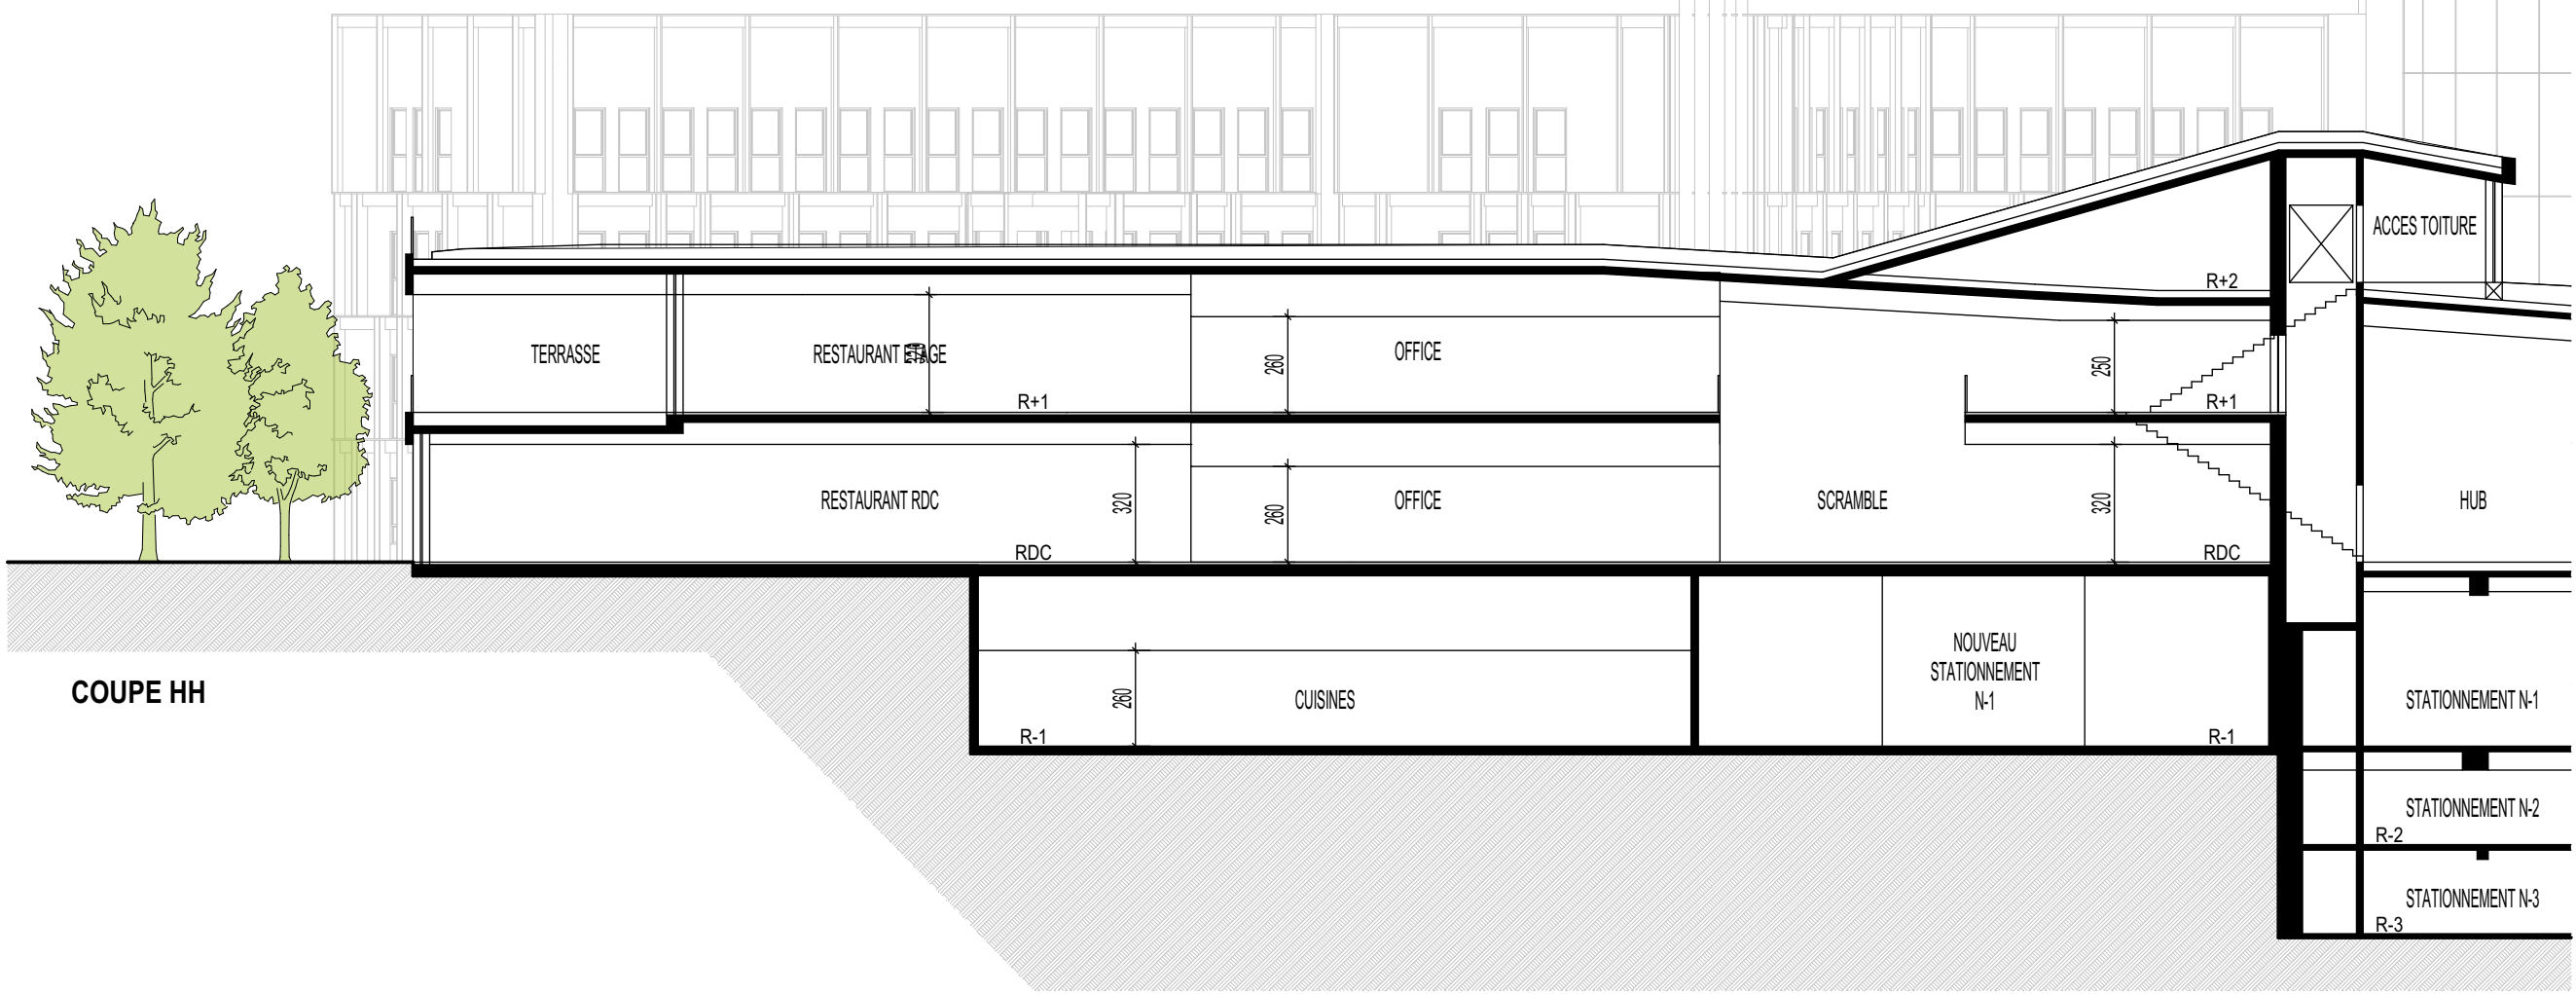 ACCES TOITURE
R+2
TERRASSE
RESTAURANT ETAGE
260
OFFICE
250
R+1
R+1
RESTAURANT RDC
320
260
OFFICE
SCRAMBLE
320
HUB
RDC
RDC
NOUVEAU
STATIONNEMENT
N-1
COUPE HH
260
CUISINES
STATIONNEMENT N-1
R-1
R-1
STATIONNEMENT N-2
R-2
STATIONNEMENT N-3
R-3